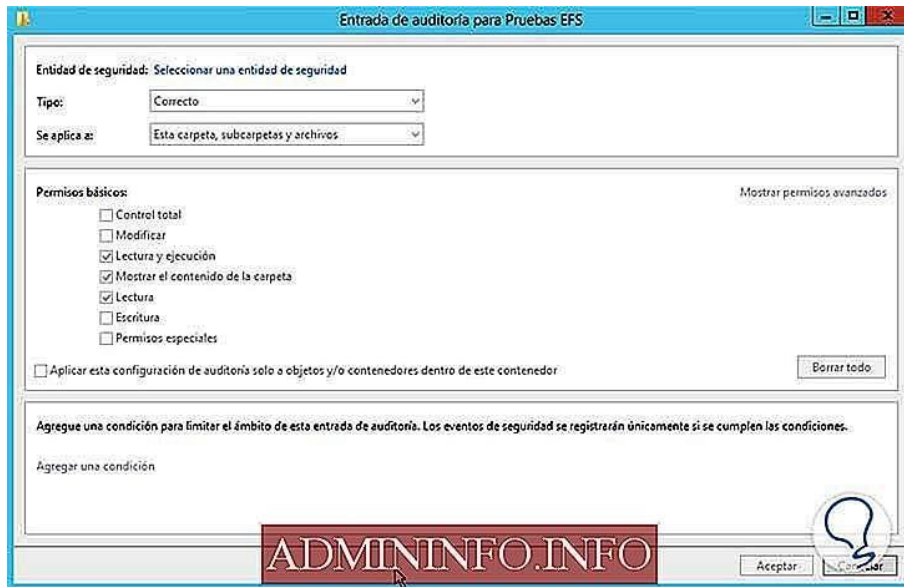 Entrada de auditoría para Pruebas EFS
Entidad de seguridad: Seleccionar una entidad de seguridad
Tipo: Correcto
Se aplica a: Esta carpeta, subcarpetas y archivos
Permisos básicos: Mostrar permisos avanzados
Control total
Modificar
Lectura y ejecución
Mostrar el contenido de la carpeta
Lectura
Escritura
Permisos especiales
Aplicar esta configuración de auditoría solo a objetos y/o contenedores dentro de este contenedor
Borrar todo
Agregue una condición para limitar el ámbito de esta entrada de auditoría. Los eventos de seguridad se registrarán únicamente si se cumplen las condiciones.
Agregar una condición
ADMININFO.INFO
Aceptar